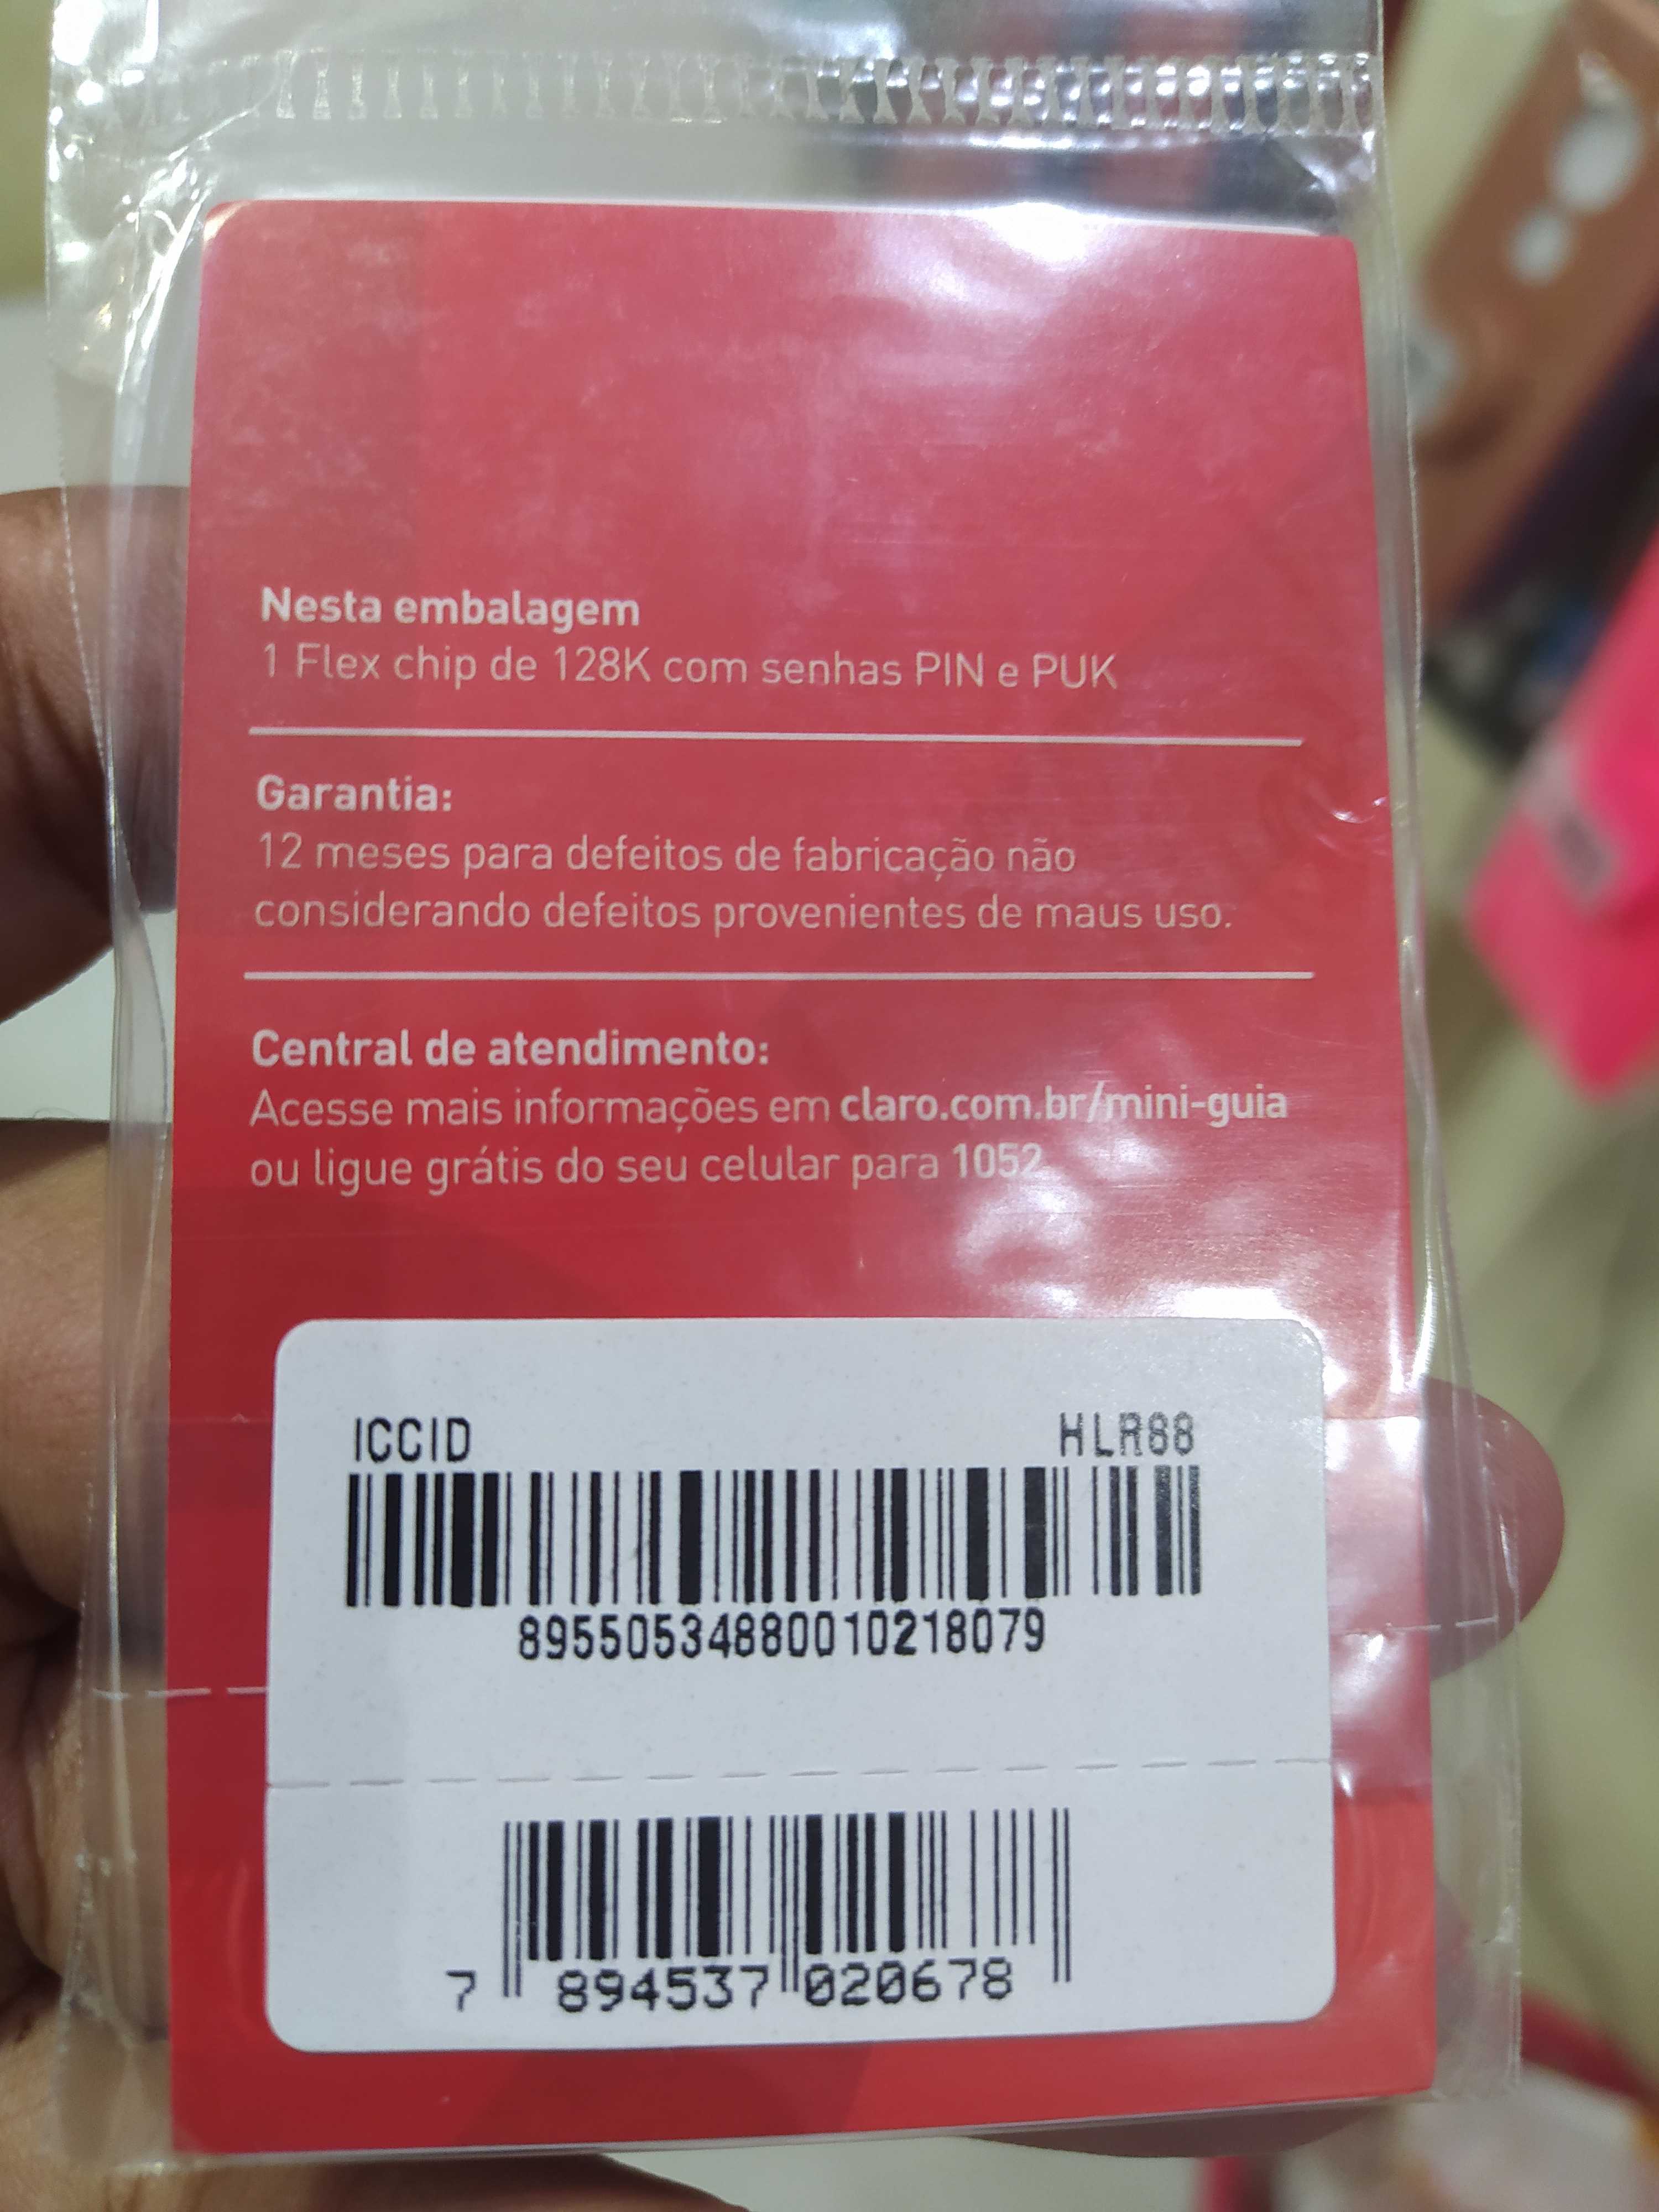 Nesta embalagem
1 Flex chip de 128K com senhas PIN e PUK
Garantia:
12 meses para defeitos de fabricação não
considerando defeitos provenientes de maus uso.
Central de atendimento:
Acesse mais informações em claro.com.br/mini-guia
ou ligue grátis do seu celular para 1052
ICCID HLR88
89550534880010218079
7 894537 020678